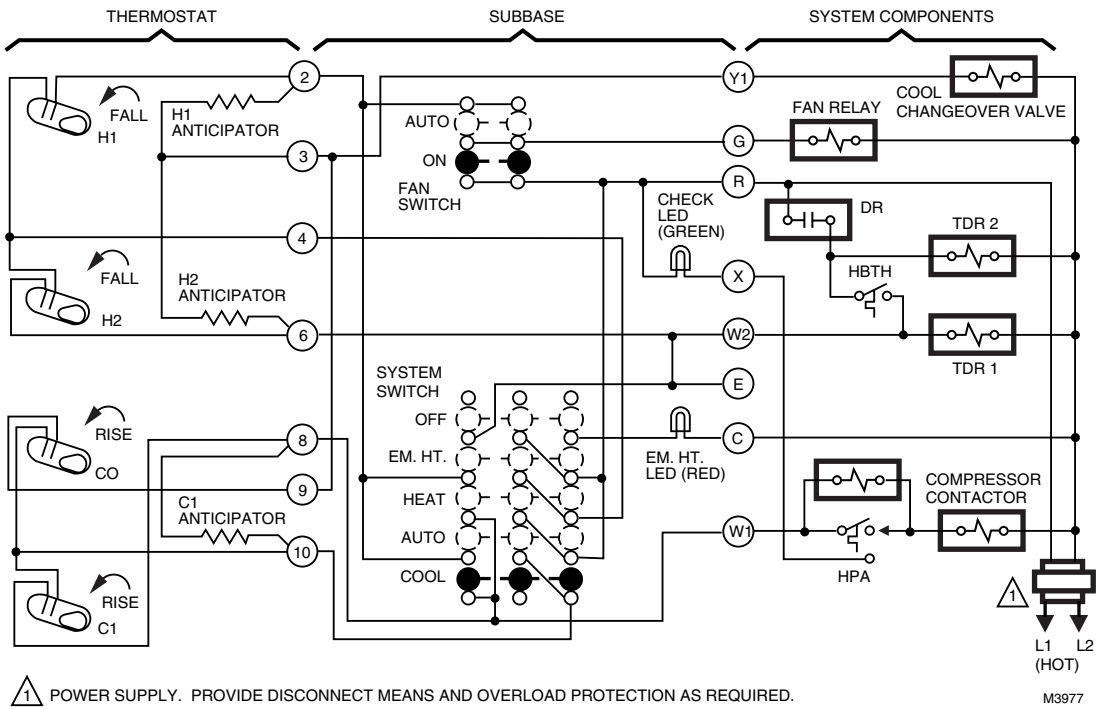 THERMOSTAT
SUBBASE
SYSTEM COMPONENTS
2
Y1
COOL
CHANGEOVER VALVE
FALL
H1
H1
ANTICIPATOR
AUTO
FAN RELAY
G
3
ON
FAN
SWITCH
R
CHECK
LED
(GREEN)
DR
4
TDR 2
FALL
H2
H2
ANTICIPATOR
X
HBTH
6
W2
TDR 1
SYSTEM
SWITCH
E
OFF
RISE
CO
8
C
EM. HT.
EM. HT.
LED (RED)
9
HEAT
COMPRESSOR
CONTACTOR
C1
ANTICIPATOR
AUTO
W1
10
HPA
COOL
RISE
C1
1
L1
(HOT)
L2
1 POWER SUPPLY. PROVIDE DISCONNECT MEANS AND OVERLOAD PROTECTION AS REQUIRED.
M3977